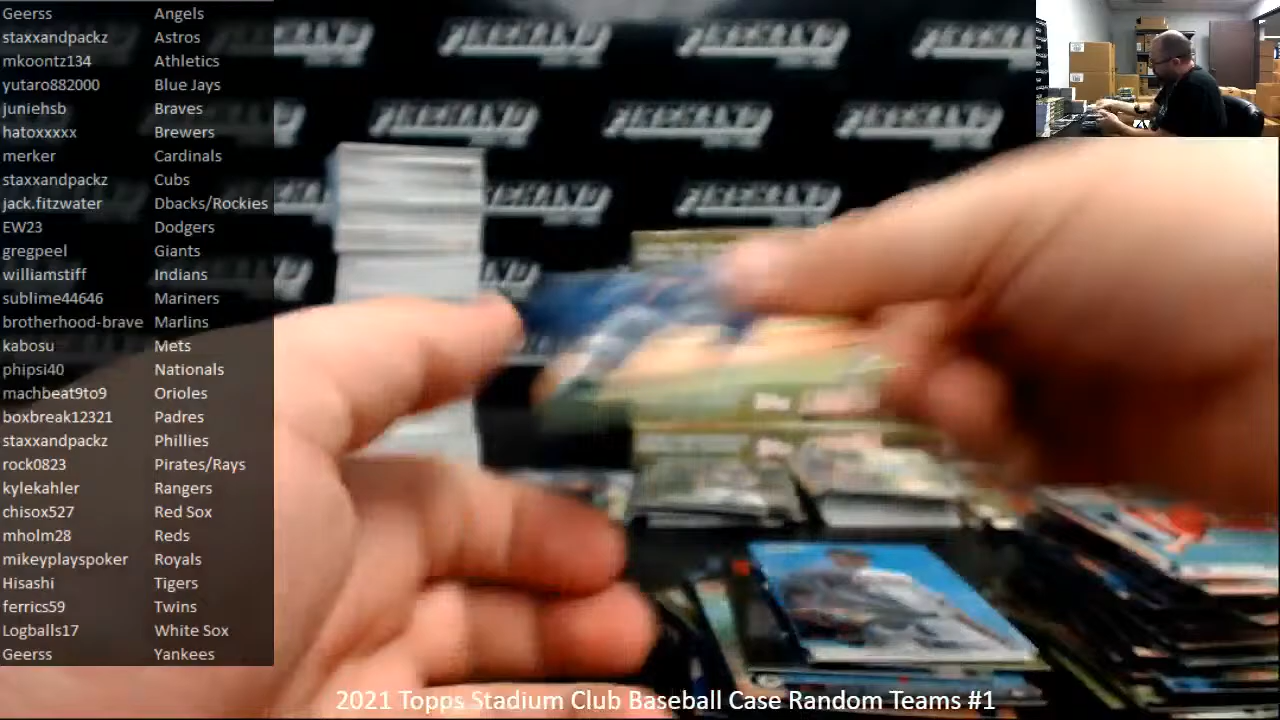 Geerss Angels
staxxandpackz Astros
mkoontz134 Athletics
yutaro882000 Blue Jays
juniehsb Braves
hatoxxxxx Brewers
merker Cardinals
staxxandpackz Cubs
jack.fitzwater Dbacks/Rockies
EW23 Dodgers
gregpeel Giants
williamstiff Indians
sublime44646 Mariners
brotherhood-brave Marlins
kabosu Mets
phipsi40 Nationals
machbeat9to9 Orioles
boxbreak12321 Padres
staxxandpackz Phillies
rock0823 Pirates/Rays
kylekahler Rangers
chisox527 Red Sox
mholm28 Reds
mikeyplayspoker Royals
Hisashi Tigers
ferrics59 Twins
Logballs17 White Sox
Geerss Yankees
2021 Topps Stadium Club Baseball Case Random Teams #1